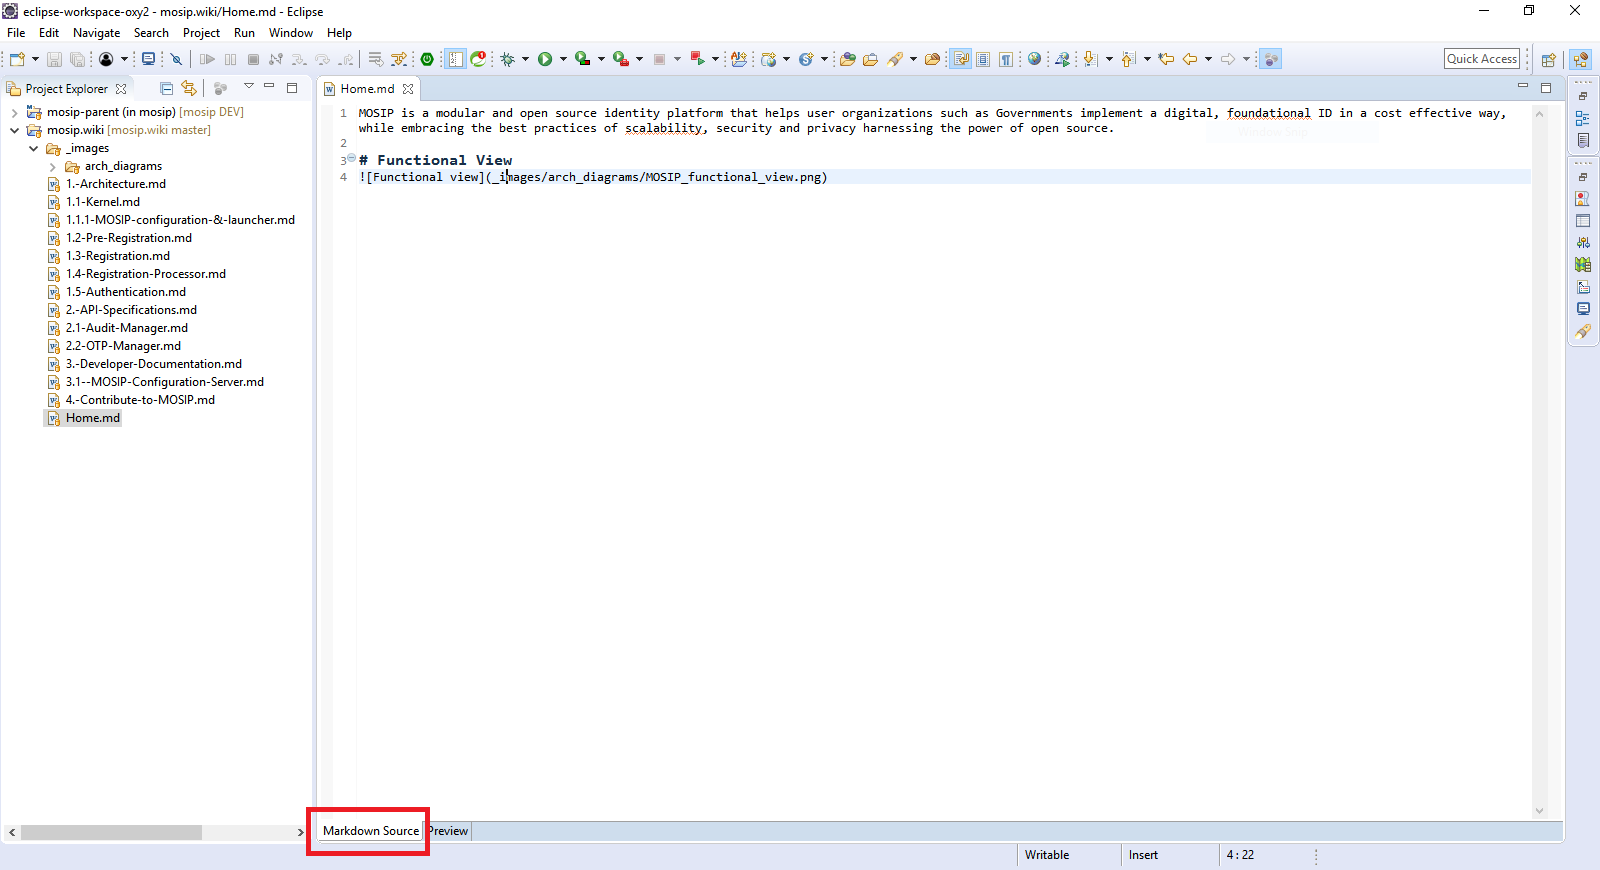 eclipse-workspace-oxy2 - mosip.wiki/Home.md - Eclipse
File Edit Navigate Search Project Run Window Help
Quick Access
Project Explorer
Home.md
mosip-parent (in mosip) [mosip DEV]
mosip.wiki [mosip.wiki master]
_images
arch_diagrams
1.-Architecture.md
1.1-Kernel.md
1.1.1-MOSIP-configuration-&-launcher.md
1.2-Pre-Registration.md
1.3-Registration.md
1.4-Registration-Processor.md
1.5-Authentication.md
2.-API-Specifications.md
2.1-Audit-Manager.md
2.2-OTP-Manager.md
3.-Developer-Documentation.md
3.1--MOSIP-Configuration-Server.md
4.-Contribute-to-MOSIP.md
Home.md
1 MOSIP is a modular and open source identity platform that helps user organizations such as Governments implement a digital, foundational ID in a cost effective way,
while embracing the best practices of scalability, security and privacy harnessing the power of open source.
2
3 # Functional View
4 ![Functional view](_images/arch_diagrams/MOSIP_functional_view.png)
Markdown Source Preview
Writable Insert 4 : 22